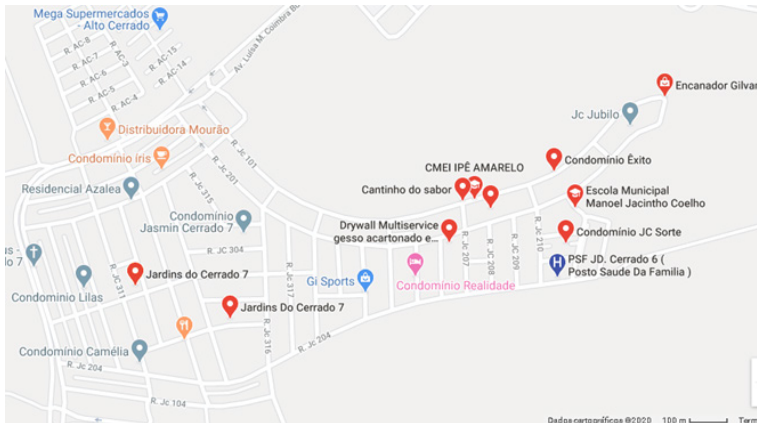 Mega Supermercados
- Alto Cerrado
R. AC-8
R. AC-7
R. AC-6
R. AC-5
R. AC-4
R. AC-15
R. AC-14
Av. Luísa M. Coimbra
Encanador Gilvan
Jc Jubilo
Distribuidora Mourão
Condomínio íris
R. JC-101
R. JC-201
R. JC-315
CMEI IPÊ AMARELO
Condomínio Êxito
Residencial Azalea
Cantinho do sabor
Escola Municipal
Manoel Jacintho Coelho
Condomínio
Jasmin Cerrado 7
Drywall Multiservice
gesso acartonado e...
Condomínio JC Sorte
R. JC 304
R. Jc-207
R. JC-208
R. JC-209
R. JC-210
PSF JD. Cerrado 6 (
Posto Saude Da Familia )
Jardins do Cerrado 7
Condomínio Lilas
R. JC 311
R. JC-317
Gi Sports
Condomínio Realidade
Jardins Do Cerrado 7
R. Jc 204
R. JC 316
Condomínio Camélia
R. Jc 204
R. Jc 104
Dados cartográficos ©2020
100 m